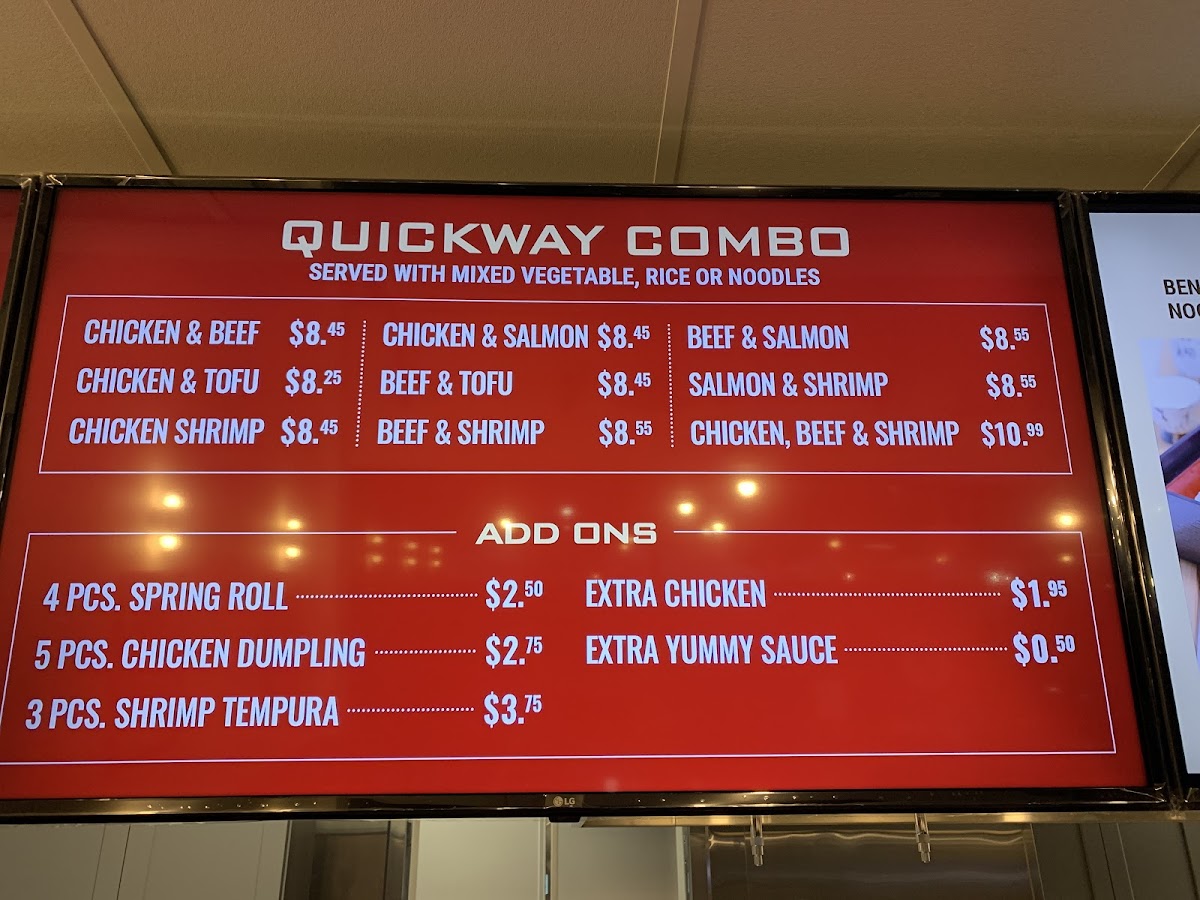 QUICKWAY COMBO
SERVED WITH MIXED VEGETABLE, RICE OR NOODLES
CHICKEN & BEEF $8.45
CHICKEN & TOFU $8.25
CHICKEN SHRIMP $8.45
CHICKEN & SALMON $8.45
BEEF & TOFU $8.45
BEEF & SHRIMP $8.55
BEEF & SALMON $8.55
SALMON & SHRIMP $8.55
CHICKEN, BEEF & SHRIMP $10.99
ADD ONS
4 PCS. SPRING ROLL $2.50
5 PCS. CHICKEN DUMPLING $2.75
3 PCS. SHRIMP TEMPURA $3.75
EXTRA CHICKEN $1.95
EXTRA YUMMY SAUCE $0.50
LG
BEN
NOO